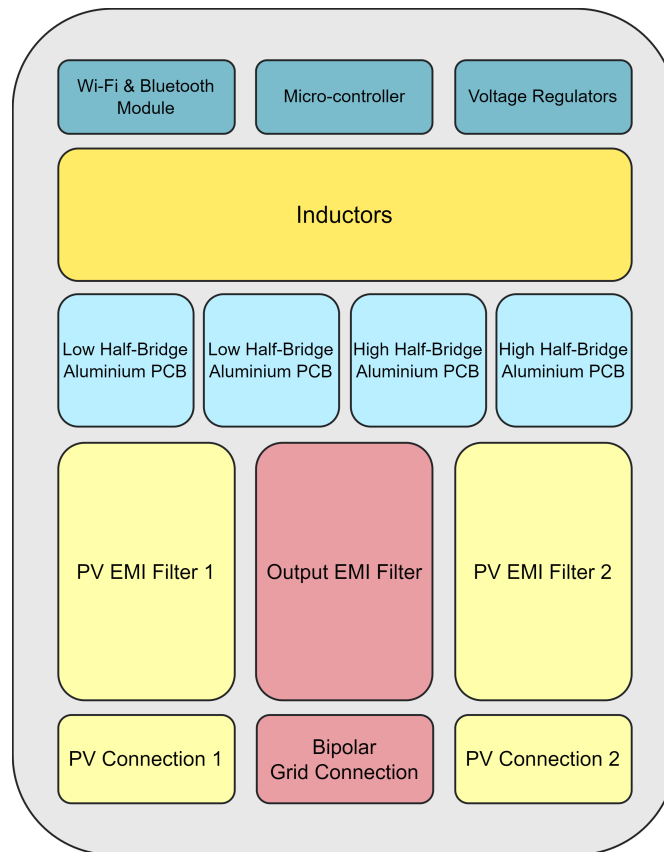 Wi-Fi & Bluetooth
Module
Micro-controller
Voltage Regulators
Inductors
Low Half-Bridge
Aluminium PCB
Low Half-Bridge
Aluminium PCB
High Half-Bridge
Aluminium PCB
High Half-Bridge
Aluminium PCB
PV EMI Filter 1
Output EMI Filter
PV EMI Filter 2
PV Connection 1
Bipolar
Grid Connection
PV Connection 2